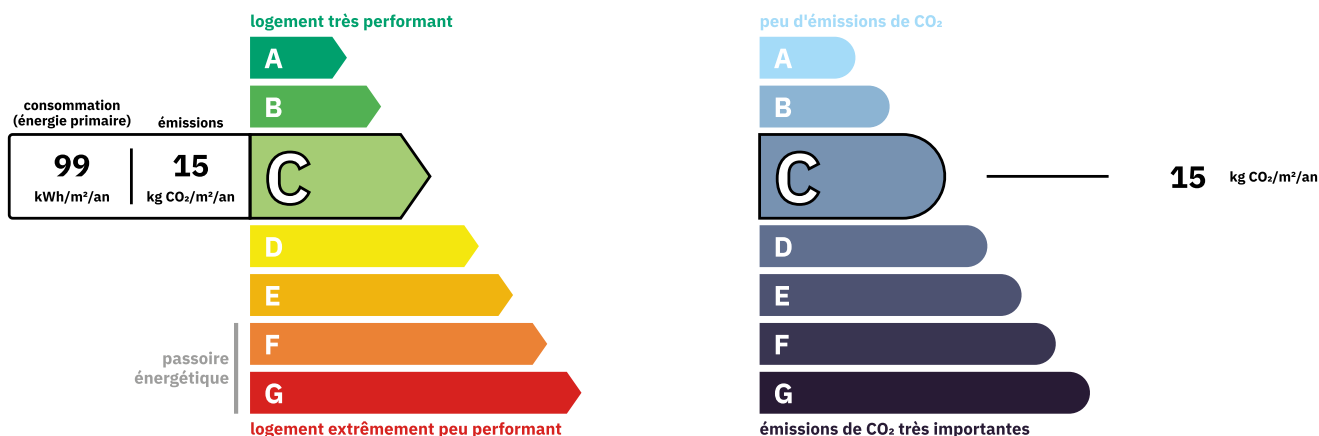 logement très performant
A
B
consommation
(énergie primaire)
émissions
99
kWh/m²/an
15
kg CO₂/m²/an
C
D
E
F
G
passoire
énergétique
logement extrêmement peu performant
peu d'émissions de CO₂
A
B
C
15
kg CO₂/m²/an
D
E
F
G
émissions de CO₂ très importantes